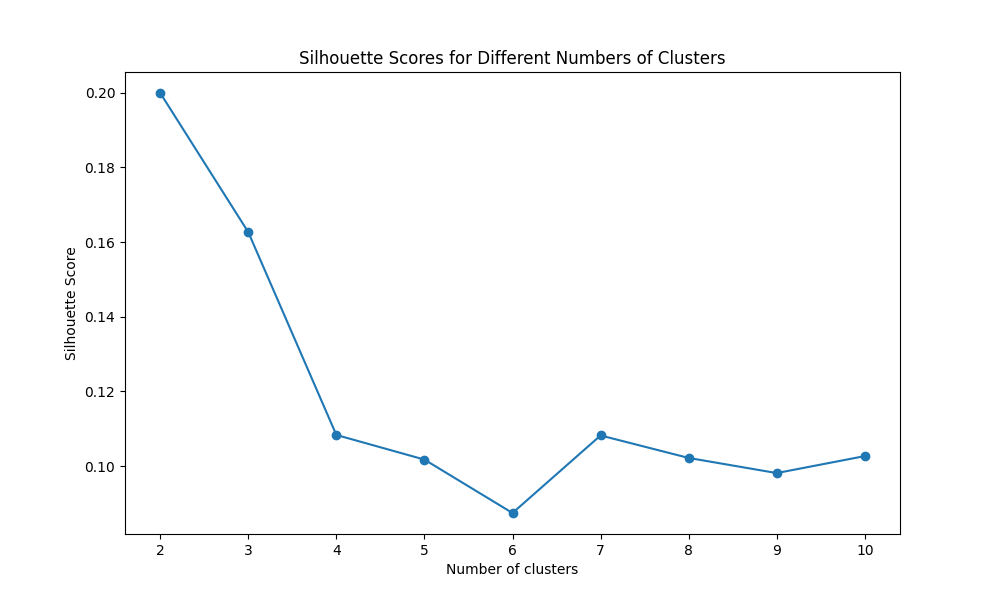 Silhouette Scores for Different Numbers of Clusters
0.20
0.18
0.16
0.14
0.12
0.10
Silhouette Score
2 3 4 5 6 7 8 9 10
Number of clusters